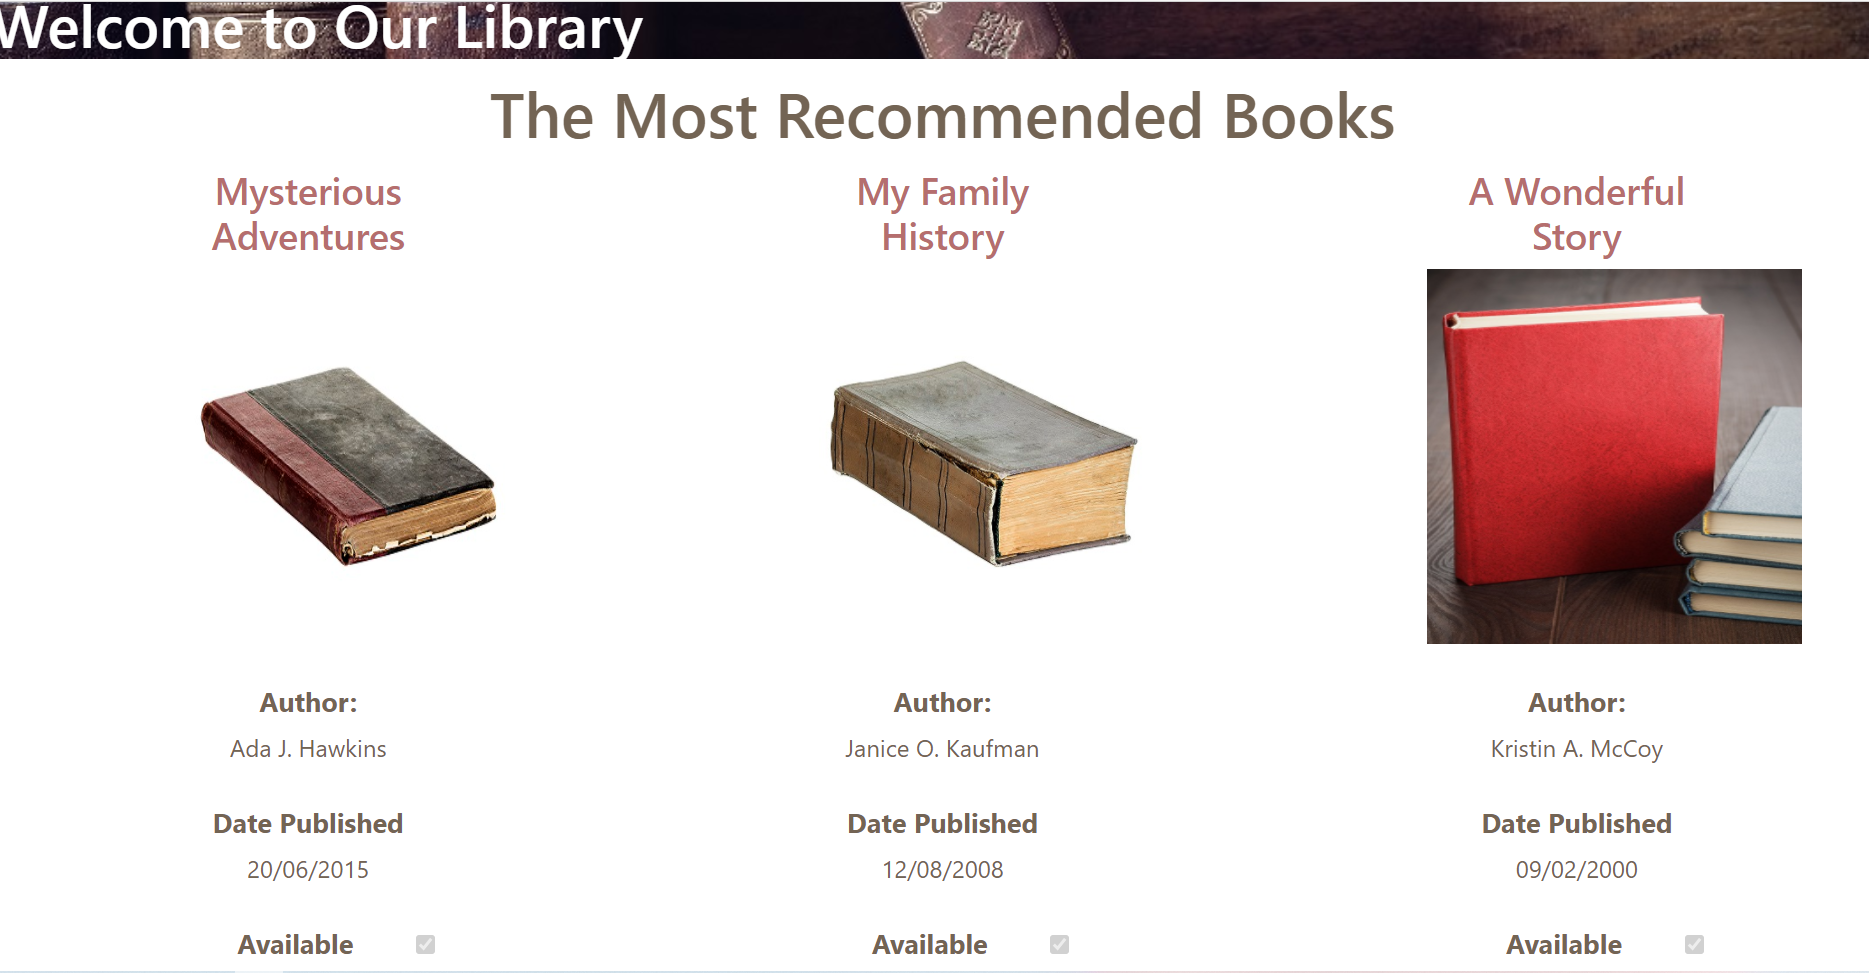 Welcome to Our Library
The Most Recommended Books
Mysterious
Adventures
My Family
History
A Wonderful
Story
Author:
Author:
Author:
Ada J. Hawkins
Janice O. Kaufman
Kristin A. McCoy
Date Published
Date Published
Date Published
20/06/2015
12/08/2008
09/02/2000
Available
Available
Available